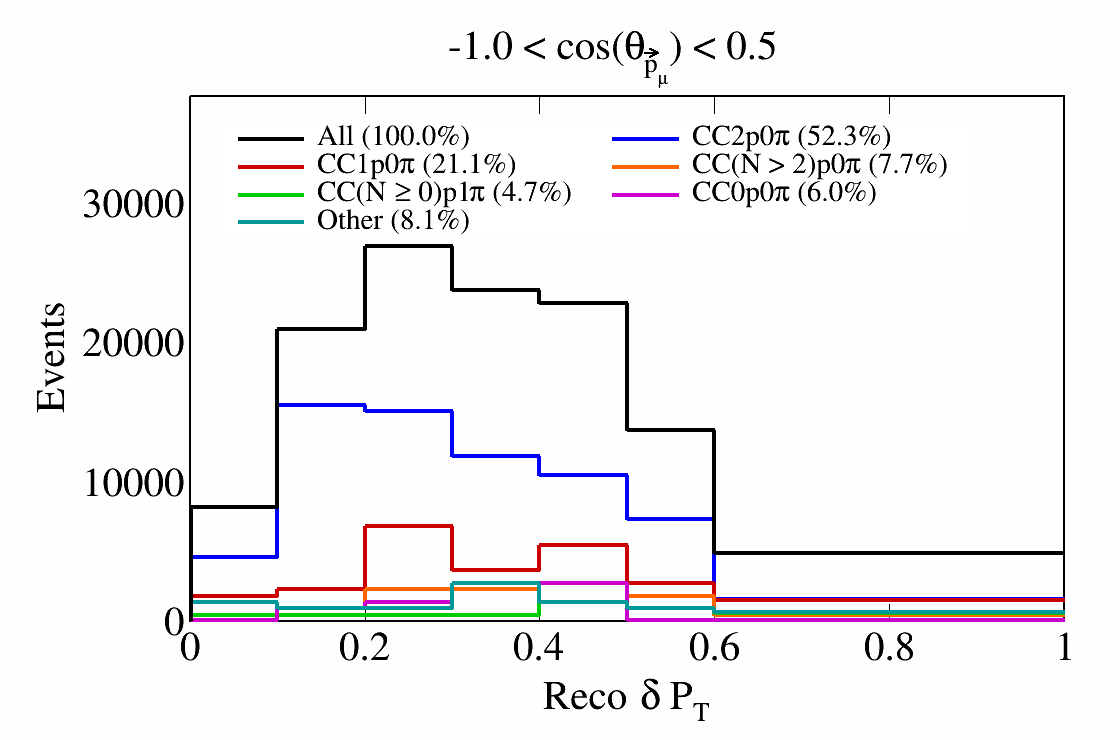 -1.0 < cos(θ_{\vec{p}_μ}) < 0.5
All (100.0%)
CC2p0π (52.3%)
CC1p0π (21.1%)
CC(N > 2)p0π (7.7%)
CC(N ≥ 0)p1π (4.7%)
CC0p0π (6.0%)
Other (8.1%)
30000
20000
10000
0
Events
0 0.2 0.4 0.6 0.8 1
Reco δ P_T